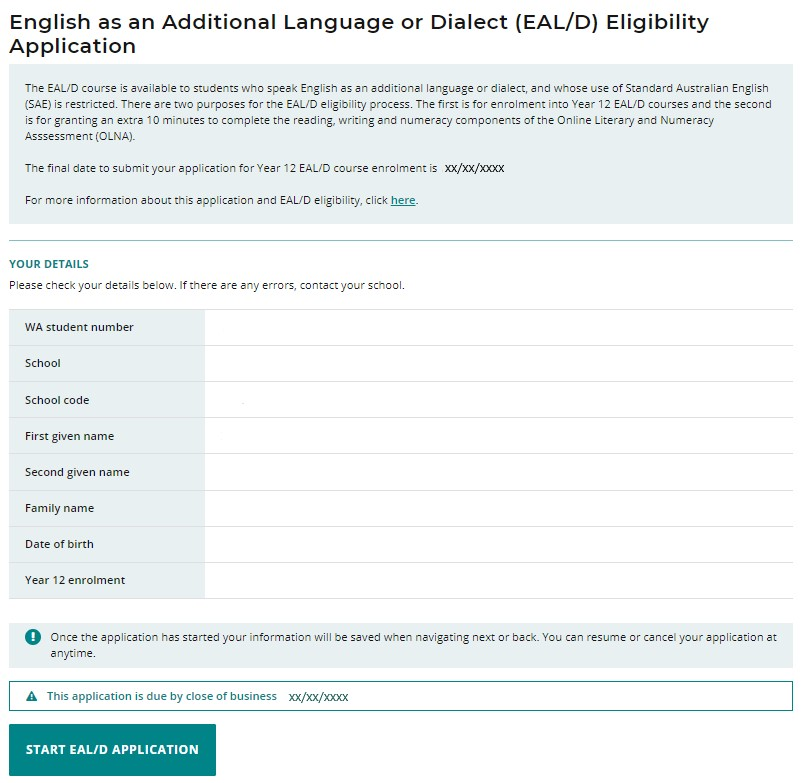 English as an Additional Language or Dialect (EAL/D) Eligibility
Application
The EAL/D course is available to students who speak English as an additional language or dialect, and whose use of Standard Australian English
(SAE) is restricted. There are two purposes for the EAL/D eligibility process. The first is for enrolment into Year 12 EAL/D courses and the second
is for granting an extra 10 minutes to complete the reading, writing and numeracy components of the Online Literary and Numeracy
Asssessment (OLNA).
The final date to submit your application for Year 12 EAL/D course enrolment is xx/xx/xxxx
For more information about this application and EAL/D eligibility, click here.
YOUR DETAILS
Please check your details below. If there are any errors, contact your school.
WA student number
School
School code
First given name
Second given name
Family name
Date of birth
Year 12 enrolment
Once the application has started your information will be saved when navigating next or back. You can resume or cancel your application at
anytime.
This application is due by close of business xx/xx/xxxx
START EAL/D APPLICATION